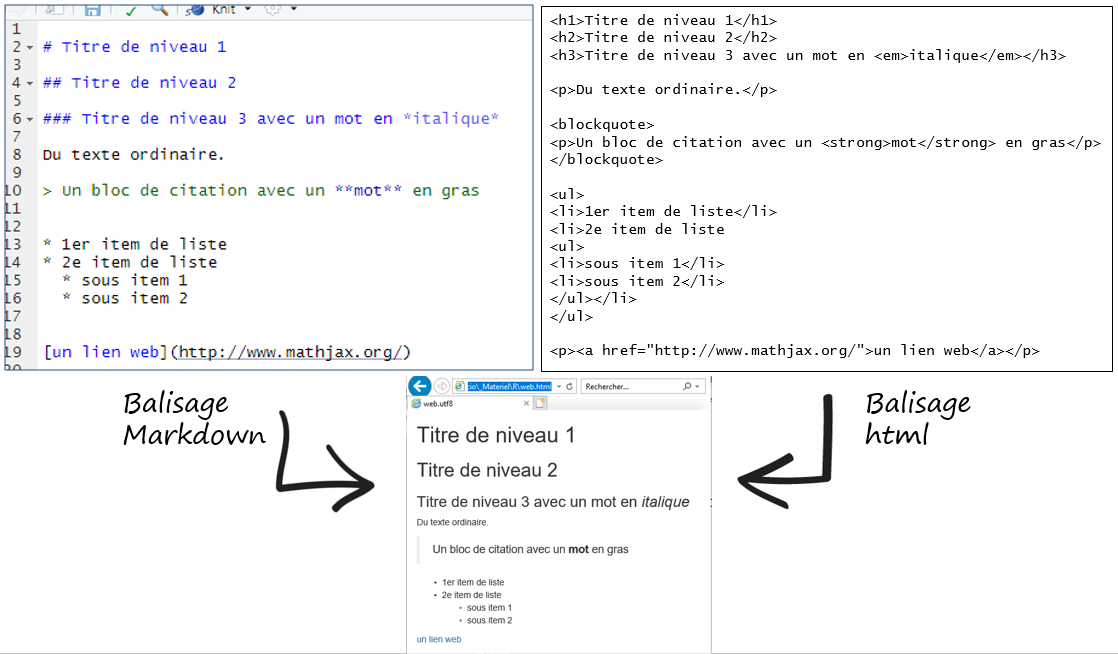 Knit
1
2 # Titre de niveau 1
3
4 ## Titre de niveau 2
5
6 ### Titre de niveau 3 avec un mot en *italique*
7
8 Du texte ordinaire.
9
10 > Un bloc de citation avec un **mot** en gras
11
12
13 * 1er item de liste
14 * 2e item de liste
15 * sous item 1
16 * sous item 2
17
18
19 [un lien web](http://www.mathjax.org/)
<h1>Titre de niveau 1</h1>
<h2>Titre de niveau 2</h2>
<h3>Titre de niveau 3 avec un mot en <em>italique</em></h3>
<p>Du texte ordinaire.</p>
<blockquote>
<p>Un bloc de citation avec un <strong>mot</strong> en gras</p>
</blockquote>
<ul>
<li>1er item de liste</li>
<li>2e item de liste
<ul>
<li>sous item 1</li>
<li>sous item 2</li>
</ul></li>
</ul>
<p><a href="http://www.mathjax.org/">un lien web</a></p>
Balisage
Markdown
Balisage
html
io\_Materiel\R\web.html Rechercher...
web.utf8
Titre de niveau 1
Titre de niveau 2
Titre de niveau 3 avec un mot en italique
Du texte ordinaire.
Un bloc de citation avec un mot en gras
• 1er item de liste
• 2e item de liste
• sous item 1
• sous item 2
un lien web